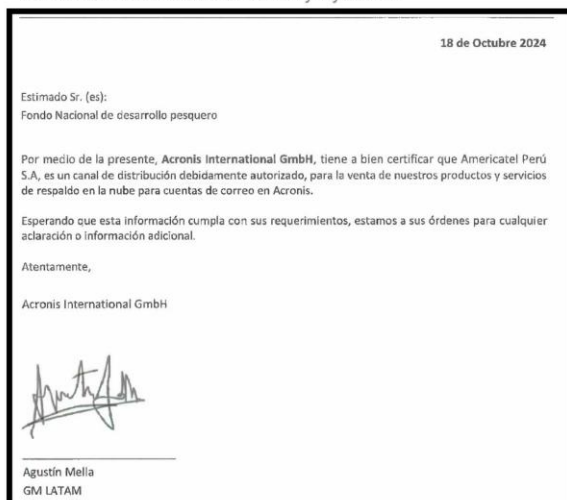 18 de Octubre 2024
Estimado Sr. (es):
Fondo Nacional de desarrollo pesquero
Por medio de la presente, Acronis International GmbH, tiene a bien certificar que Americatel Perú
S.A, es un canal de distribución debidamente autorizado, para la venta de nuestros productos y servicios
de respaldo en la nube para cuentas de correo en Acronis.
Esperando que esta información cumpla con sus requerimientos, estamos a sus órdenes para cualquier
aclaración o información adicional.
Atentamente,
Acronis International GmbH
Agustín Mella
GM LATAM